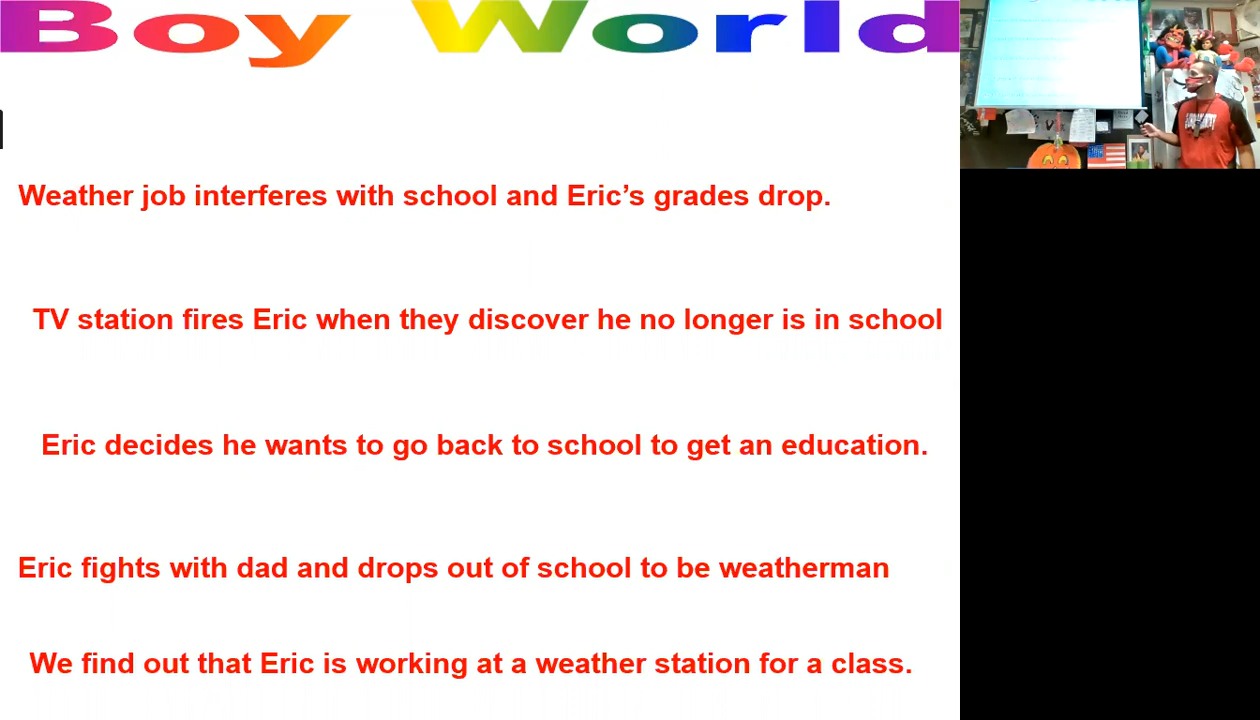 Boy World
Weather job interferes with school and Eric’s grades drop.
TV station fires Eric when they discover he no longer is in school
Eric decides he wants to go back to school to get an education.
Eric fights with dad and drops out of school to be weatherman
We find out that Eric is working at a weather station for a class.